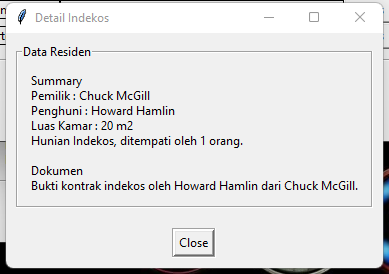 Detail Indekos
Data Residen
Summary
Pemilik : Chuck McGill
Penghuni : Howard Hamlin
Luas Kamar : 20 m2
Hunian Indekos, ditempati oleh 1 orang.
Dokumen
Bukti kontrak indekos oleh Howard Hamlin dari Chuck McGill.
Close